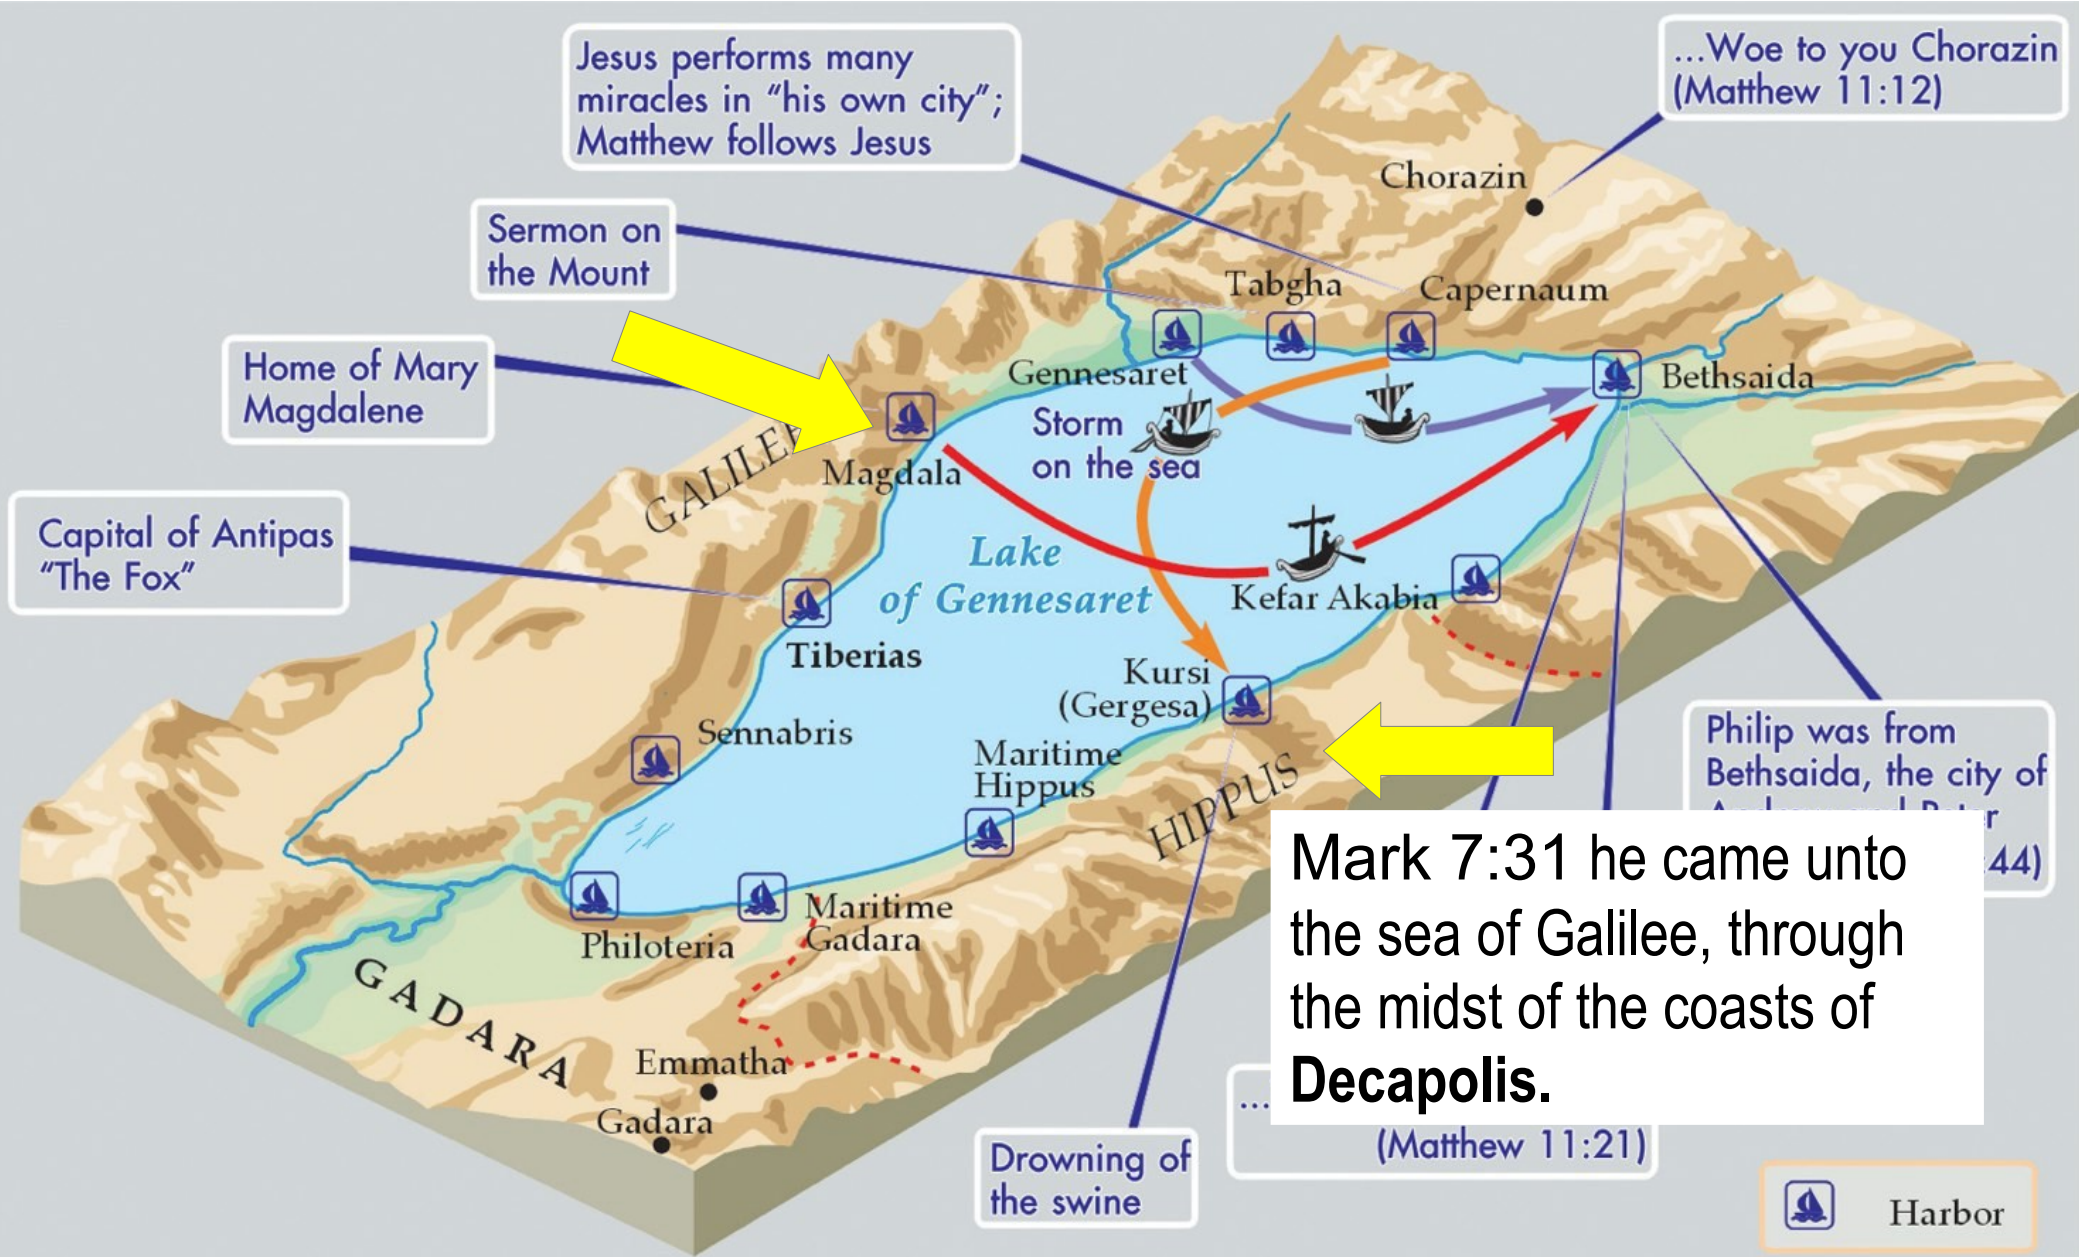 Jesus performs many
miracles in “his own city”;
Matthew follows Jesus
...Woe to you Chorazin
(Matthew 11:12)
Chorazin
Sermon on
the Mount
Tabgha
Capernaum
Home of Mary
Magdalene
Gennesaret
Bethsaida
Storm
on the sea
GALILEE
Magdala
Capital of Antipas
“The Fox”
Lake
of Gennesaret
Kefar Akabia
Tiberias
Kursi
(Gergesa)
Sennabris
Maritime
Hippus
HIPPUS
Philip was from
Bethsaida, the city of
44)
Mark 7:31 he came unto
the sea of Galilee, through
the midst of the coasts of
Decapolis.
Maritime
Gadara
Philoteria
GADARA
Emmatha
Gadara
...
(Matthew 11:21)
Drowning of
the swine
Harbor